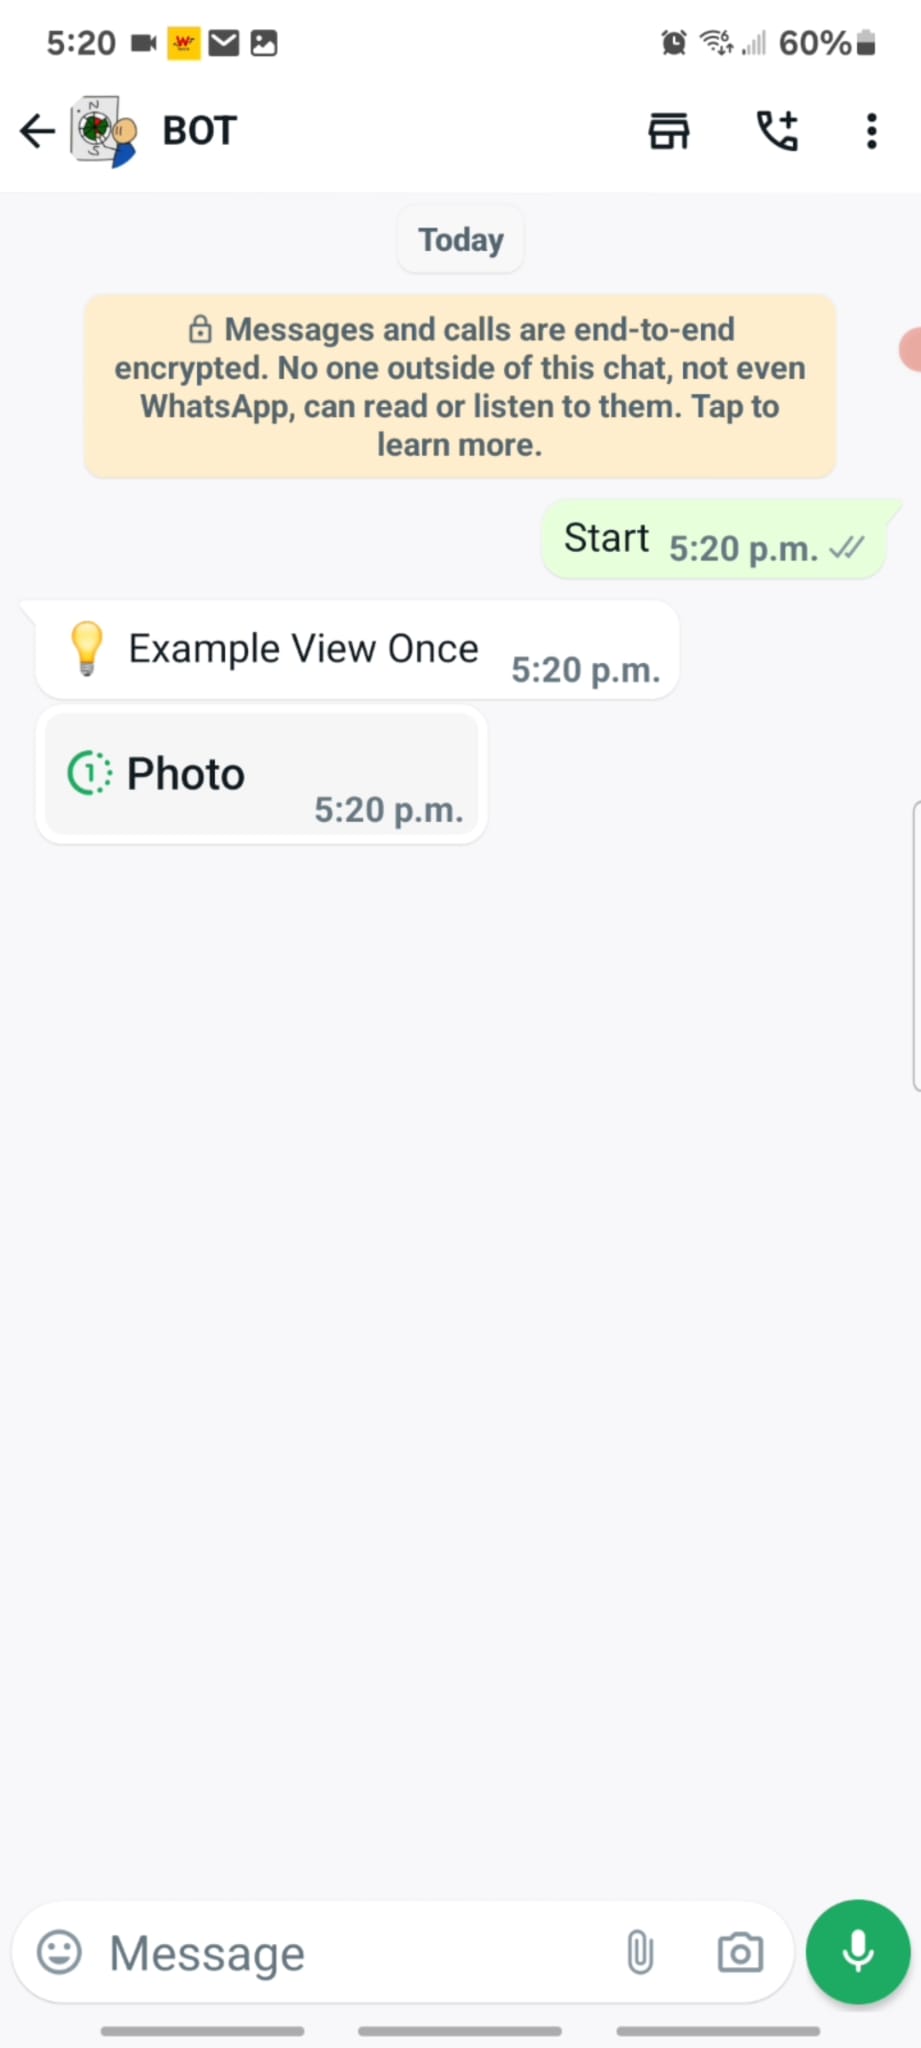 5:20
60%
BOT
Today
Messages and calls are end-to-end
encrypted. No one outside of this chat, not even
WhatsApp, can read or listen to them. Tap to
learn more.
Start 5:20 p.m.
💡 Example View Once 5:20 p.m.
1 Photo
5:20 p.m.
Message